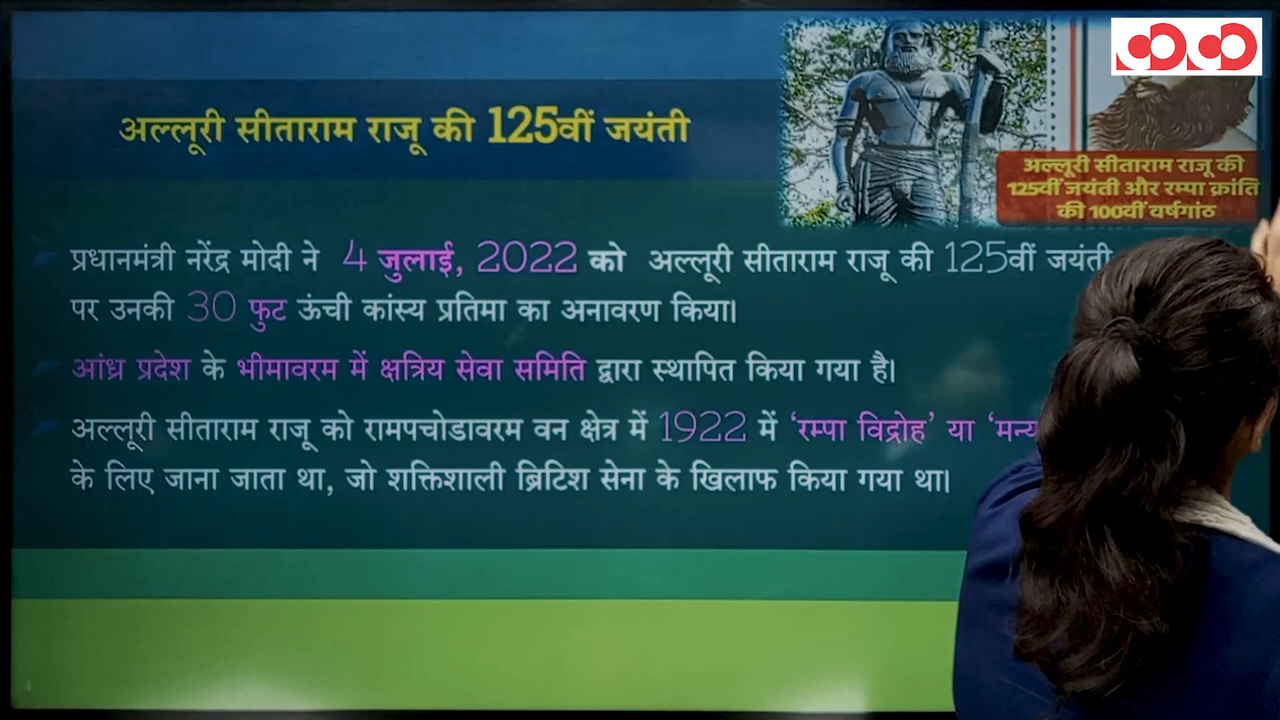 अल्लूरी सीताराम राजू की 125वीं जयंती
अल्लूरी सीताराम राजू की
125वीं जयंती और रम्पा क्रांति
की 100वीं वर्षगांठ
प्रधानमंत्री नरेंद्र मोदी ने 4 जुलाई, 2022 को अल्लूरी सीताराम राजू की 125वीं जयंती
पर उनकी 30 फुट ऊंची कांस्य प्रतिमा का अनावरण किया।
आंध्र प्रदेश के भीमावरम में क्षत्रिय सेवा समिति द्वारा स्थापित किया गया है।
अल्लूरी सीताराम राजू को रामपचोडावरम वन क्षेत्र में 1922 में ‘रम्पा विद्रोह’ या
के लिए जाना जाता था, जो शक्तिशाली ब्रिटिश सेना के खिलाफ किया गया था।